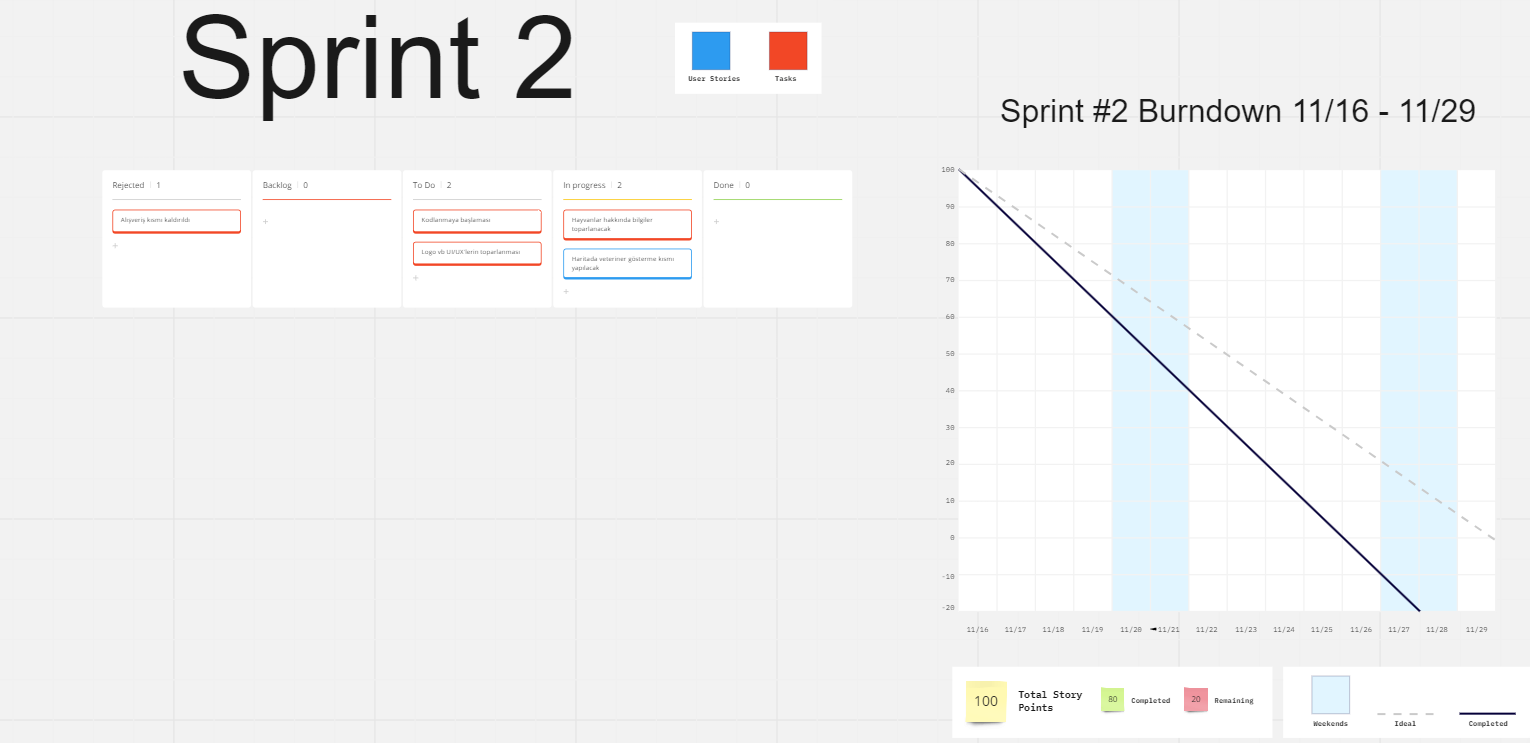 Sprint 2
User Stories
Tasks
Sprint #2 Burndown 11/16 - 11/29
Rejected 1
Alışveriş kısmı kaldırıldı
Backlog 0
To Do 2
Kodlanmaya başlaması
Logo vb UI/UX'lerin toparlanması
In progress 2
Hayvanlar hakkında bilgiler
toparlanacak
Haritada veteriner gösterme kısmı
yapılacak
Done 0
100
90
80
70
60
50
40
30
20
10
0
-10
-20
11/16 11/17 11/18 11/19 11/20 11/21 11/22 11/23 11/24 11/25 11/26 11/27 11/28 11/29
100
Total Story
Points
80 Completed
20 Remaining
Weekends
Ideal
Completed